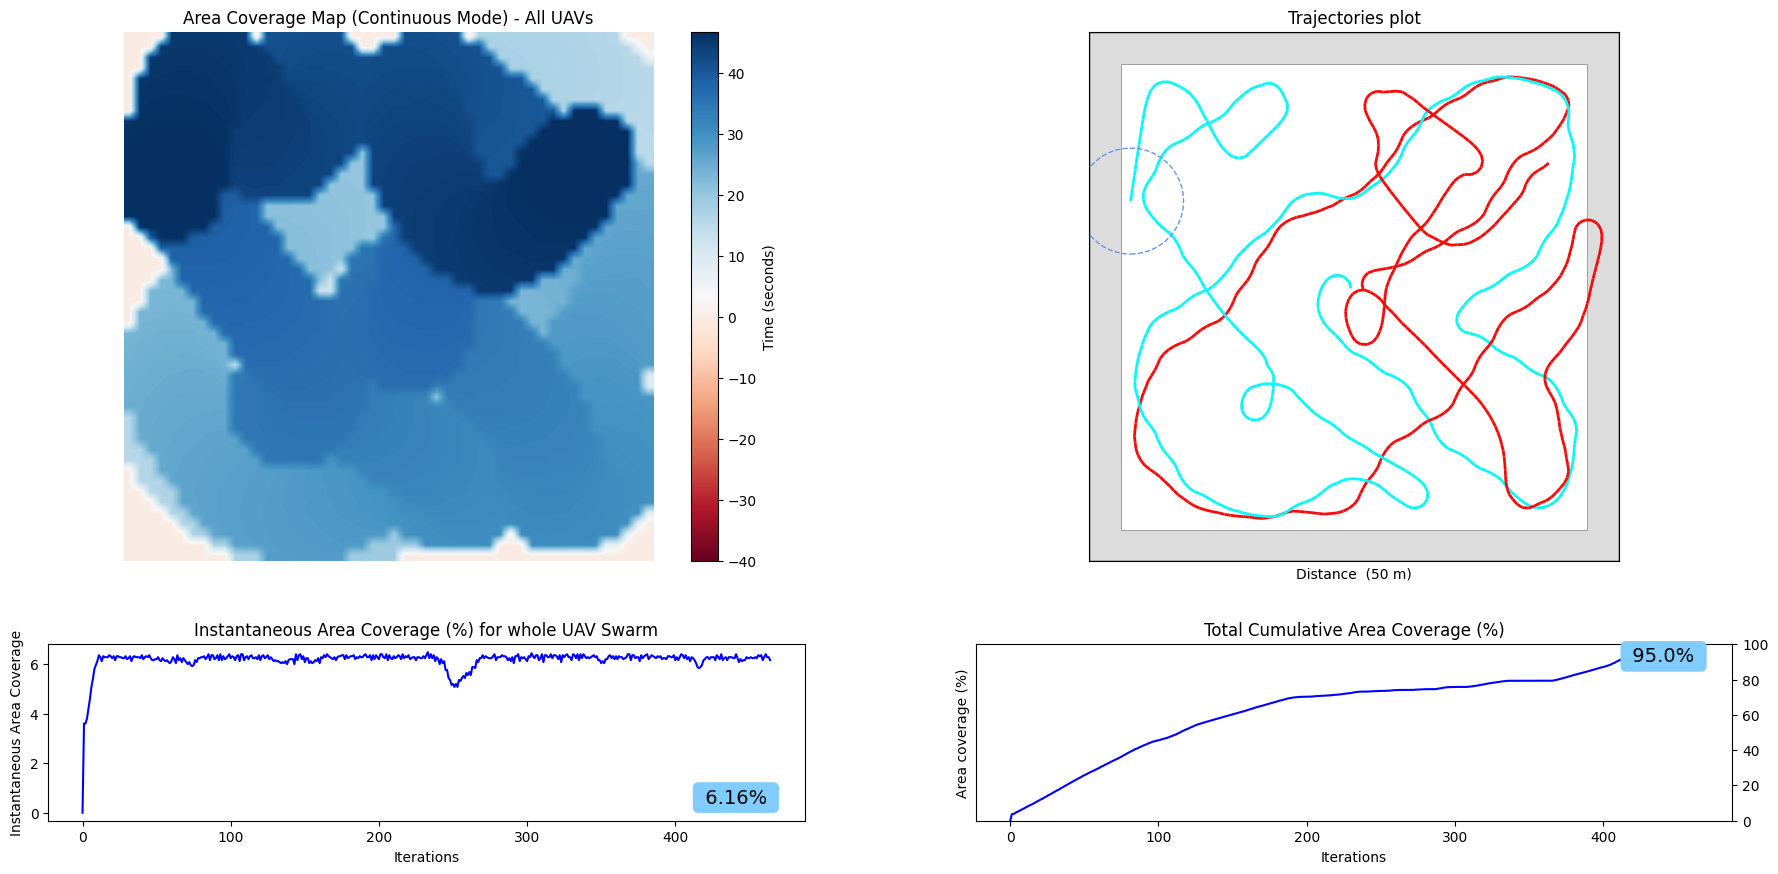 Area Coverage Map (Continuous Mode) - All UAVs
40
30
20
10
0
−10
−20
−30
−40
Time (seconds)
Trajectories plot
Distance  (50 m)
Instantaneous Area Coverage (%) for whole UAV Swarm
Instantaneous Area Coverage
6
4
2
0
6.16%
0 100 200 300 400
Iterations
Total Cumulative Area Coverage (%)
Area coverage (%)
95.0%
100
80
60
40
20
0
0 100 200 300 400
Iterations